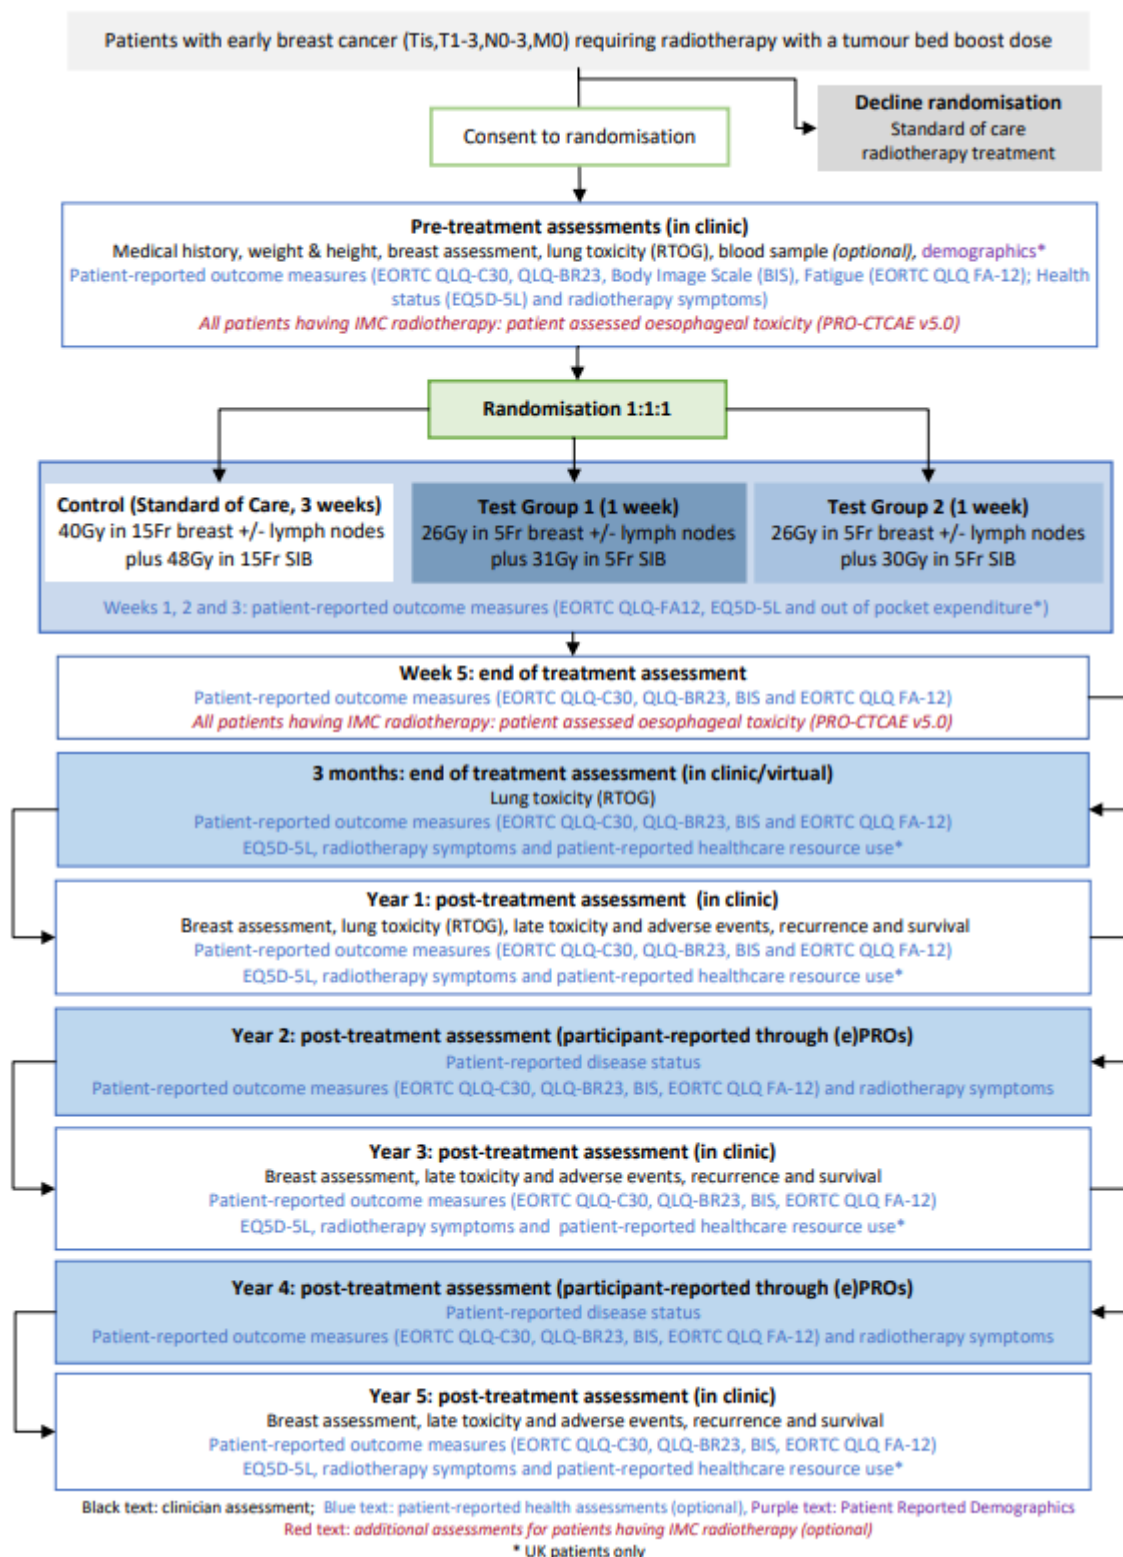 Patients with early breast cancer (Tis,T1-3,N0-3,M0) requiring radiotherapy with a tumour bed boost dose
Decline randomisation
Standard of care
radiotherapy treatment
Consent to randomisation
Pre-treatment assessments (in clinic)
Medical history, weight & height, breast assessment, lung toxicity (RTOG), blood sample (optional), demographics*
Patient-reported outcome measures (EORTC QLQ-C30, QLQ-BR23, Body Image Scale (BIS), Fatigue (EORTC QLQ FA-12); Health
status (EQ5D-5L) and radiotherapy symptoms)
All patients having IMC radiotherapy: patient assessed oesophageal toxicity (PRO-CTCAE v5.0)
Randomisation 1:1:1
Control (Standard of Care, 3 weeks)
40Gy in 15Fr breast +/- lymph nodes
plus 48Gy in 15Fr SIB
Test Group 1 (1 week)
26Gy in 5Fr breast +/- lymph nodes
plus 31Gy in 5Fr SIB
Test Group 2 (1 week)
26Gy in 5Fr breast +/- lymph nodes
plus 30Gy in 5Fr SIB
Weeks 1, 2 and 3: patient-reported outcome measures (EORTC QLQ-FA12, EQ5D-5L and out of pocket expenditure*)
Week 5: end of treatment assessment
Patient-reported outcome measures (EORTC QLQ-C30, QLQ-BR23, BIS and EORTC QLQ FA-12)
All patients having IMC radiotherapy: patient assessed oesophageal toxicity (PRO-CTCAE v5.0)
3 months: end of treatment assessment (in clinic/virtual)
Lung toxicity (RTOG)
Patient-reported outcome measures (EORTC QLQ-C30, QLQ-BR23, BIS and EORTC QLQ FA-12)
EQ5D-5L, radiotherapy symptoms and patient-reported healthcare resource use*
Year 1: post-treatment assessment (in clinic)
Breast assessment, lung toxicity (RTOG), late toxicity and adverse events, recurrence and survival
Patient-reported outcome measures (EORTC QLQ-C30, QLQ-BR23, BIS and EORTC QLQ FA-12)
EQ5D-5L, radiotherapy symptoms and patient-reported healthcare resource use*
Year 2: post-treatment assessment (participant-reported through (e)PROs)
Patient-reported disease status
Patient-reported outcome measures (EORTC QLQ-C30, QLQ-BR23, BIS, EORTC QLQ FA-12) and radiotherapy symptoms
Year 3: post-treatment assessment (in clinic)
Breast assessment, late toxicity and adverse events, recurrence and survival
Patient-reported outcome measures (EORTC QLQ-C30, QLQ-BR23, BIS, EORTC QLQ FA-12)
EQ5D-5L, radiotherapy symptoms and patient-reported healthcare resource use*
Year 4: post-treatment assessment (participant-reported through (e)PROs)
Patient-reported disease status
Patient-reported outcome measures (EORTC QLQ-C30, QLQ-BR23, BIS, EORTC QLQ FA-12) and radiotherapy symptoms
Year 5: post-treatment assessment (in clinic)
Breast assessment, late toxicity and adverse events, recurrence and survival
Patient-reported outcome measures (EORTC QLQ-C30, QLQ-BR23, BIS, EORTC QLQ FA-12)
EQ5D-5L, radiotherapy symptoms and patient-reported healthcare resource use*
Black text: clinician assessment; Blue text: patient-reported health assessments (optional), Purple text: Patient Reported Demographics
Red text: additional assessments for patients having IMC radiotherapy (optional)
* UK patients only